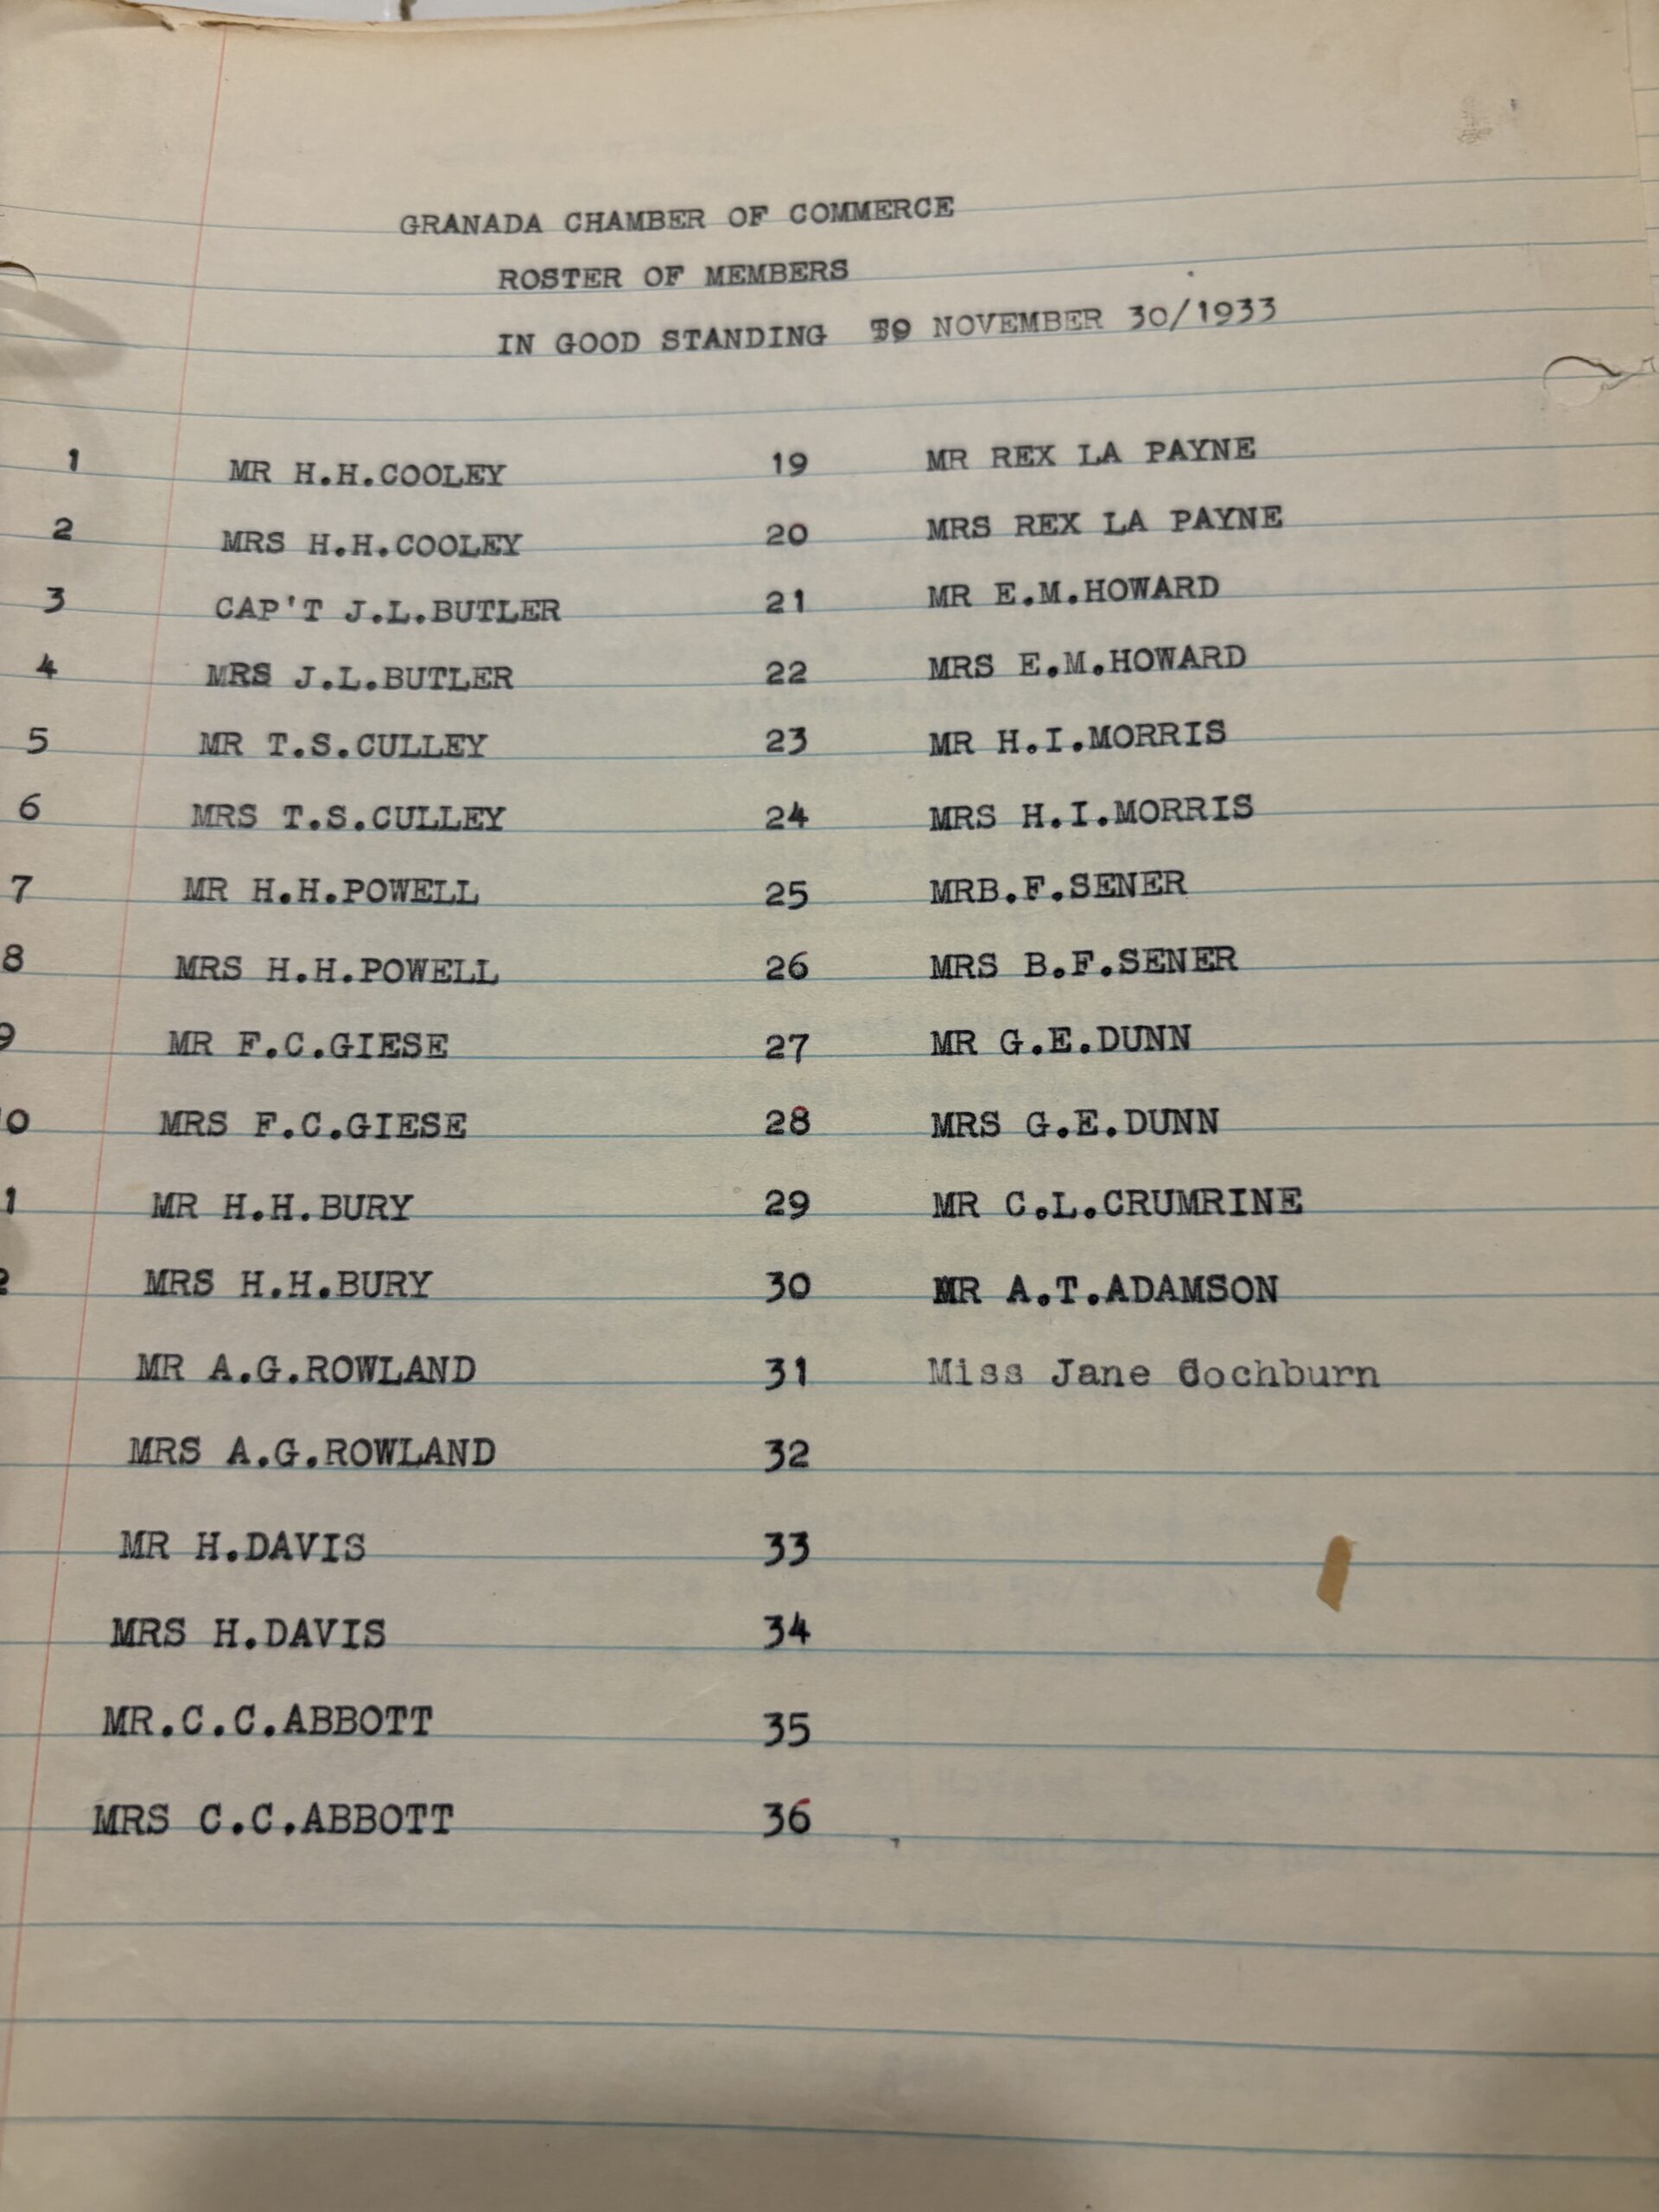 GRANADA CHAMBER OF COMMERCE
ROSTER OF MEMBERS
IN GOOD STANDING TO NOVEMBER 30/1933
1 MR H.H.COOLEY 19 MR REX LA PAYNE
2 MRS H.H.COOLEY 20 MRS REX LA PAYNE
3 CAP'T J.L.BUTLER 21 MR E.M.HOWARD
4 MRS J.L.BUTLER 22 MRS E.M.HOWARD
5 MR T.S.CULLEY 23 MR H.I.MORRIS
6 MRS T.S.CULLEY 24 MRS H.I.MORRIS
7 MR H.H.POWELL 25 MRB.F.SENER
8 MRS H.H.POWELL 26 MRS B.F.SENER
9 MR F.C.GIESE 27 MR G.E.DUNN
0 MRS F.C.GIESE 28 MRS G.E.DUNN
1 MR H.H.BURY 29 MR C.L.CRUMRINE
2 MRS H.H.BURY 30 MR A.T.ADAMSON
MR A.G.ROWLAND 31 Miss Jane Cochburn
MRS A.G.ROWLAND 32
MR H.DAVIS 33
MRS H.DAVIS 34
MR.C.C.ABBOTT 35
MRS C.C.ABBOTT 36